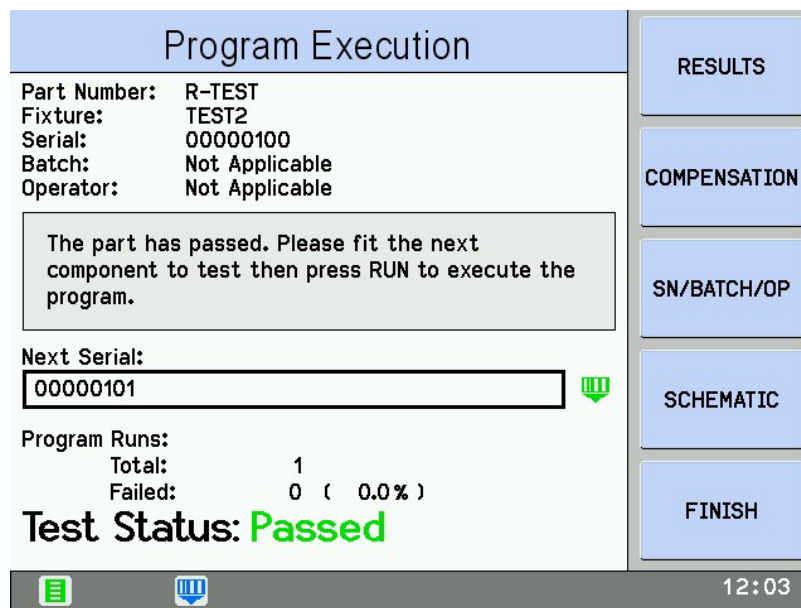 Program Execution
Part Number: R-TEST
Fixture: TEST2
Serial: 00000100
Batch: Not Applicable
Operator: Not Applicable
The part has passed. Please fit the next
component to test then press RUN to execute the
program.
Next Serial:
00000101
Program Runs:
Total: 1
Failed: 0 ( 0.0% )
Test Status: Passed
RESULTS
COMPENSATION
SN/BATCH/OP
SCHEMATIC
FINISH
12:03